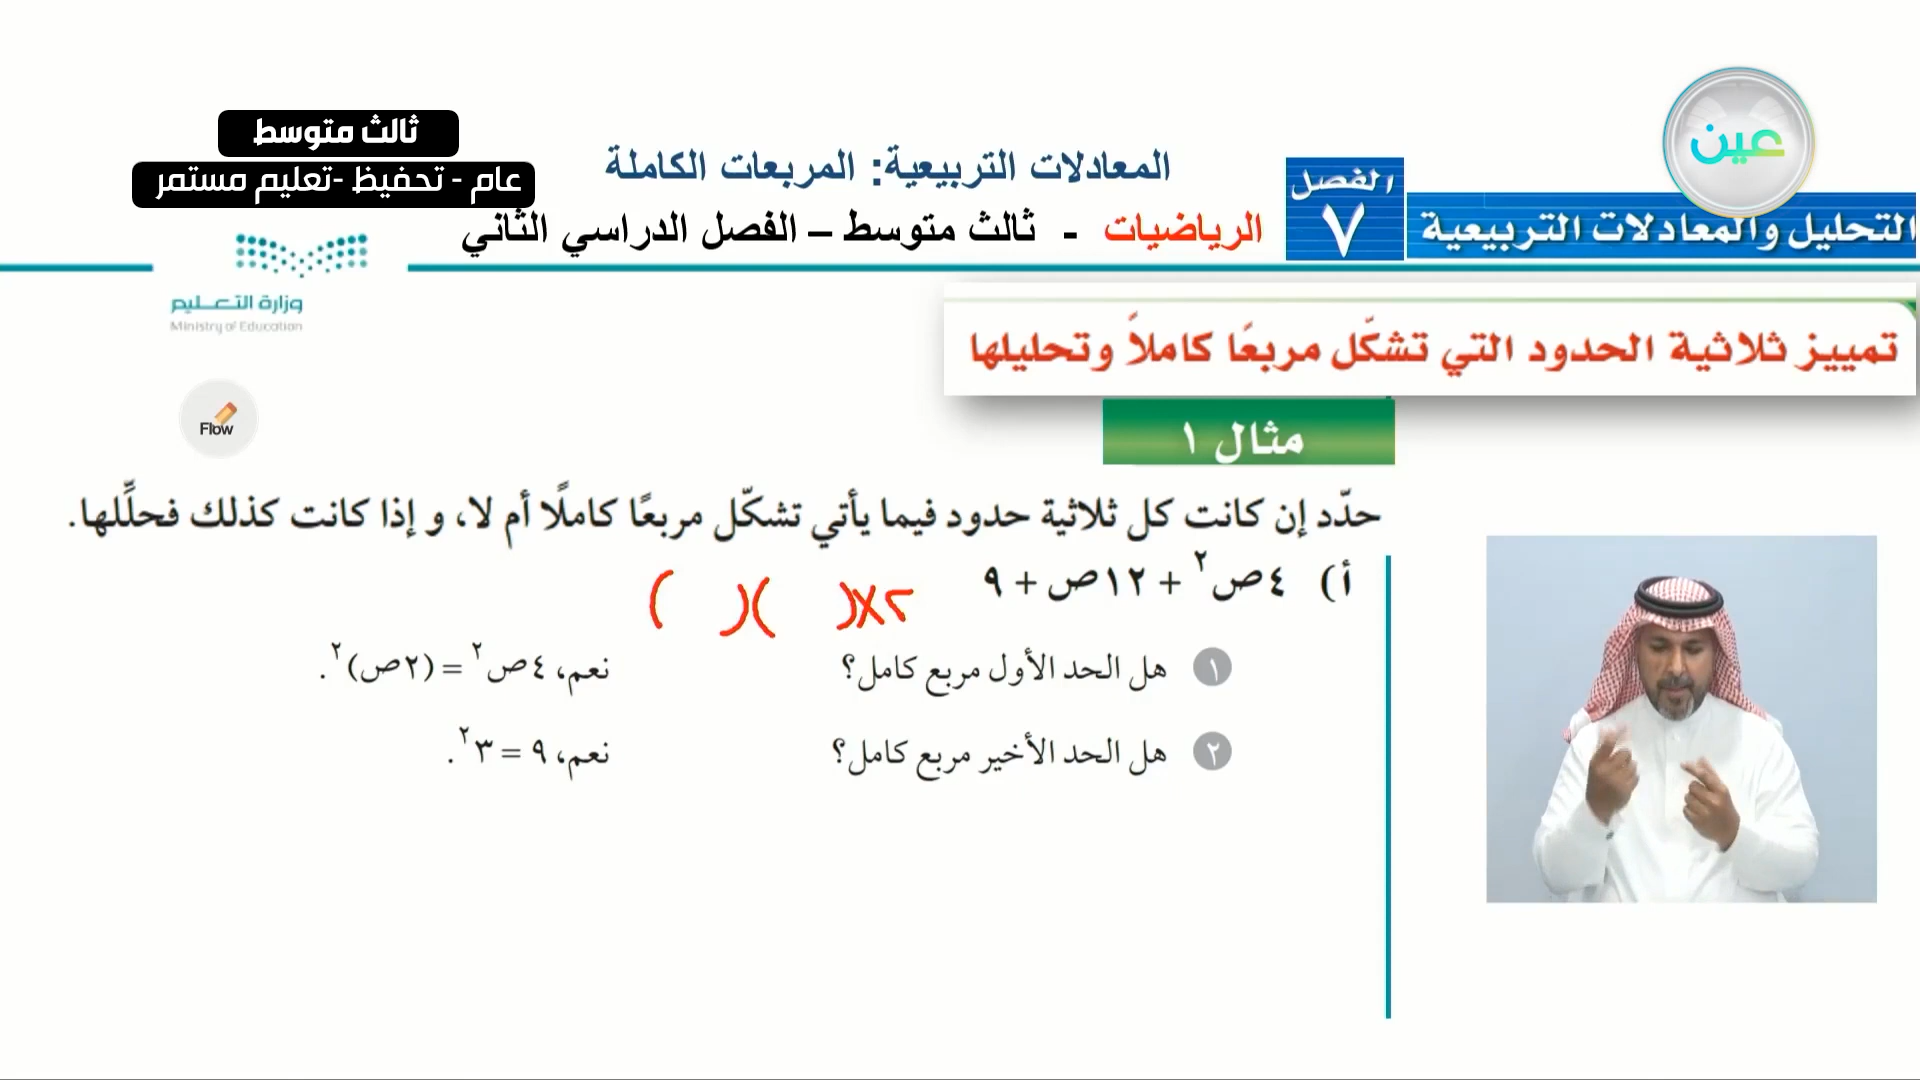 عين
ثالث متوسط
عام - تحفيظ -تعليم مستمر
المعادلات التربيعية: المربعات الكاملة
الرياضيات - ثالث متوسط – الفصل الدراسي الثاني
الفصل
٧
التحليل والمعادلات التربيعية
وزارة التعليم
Ministry of Education
تمييز ثلاثية الحدود التي تشكّل مربعًا كاملاً وتحليلها
Flow
مثال ١
حدّد إن كانت كل ثلاثية حدود فيما يأتي تشكّل مربعًا كاملًا أم لا، و إذا كانت كذلك فحلِّلها.
أ) ٤ص٢ + ١٢ص + ٩ ٢×( )( )
١ هل الحد الأول مربع كامل؟ نعم، ٤ص٢ = (٢ص)٢.
٢ هل الحد الأخير مربع كامل؟ نعم، ٩ = ٣٢.